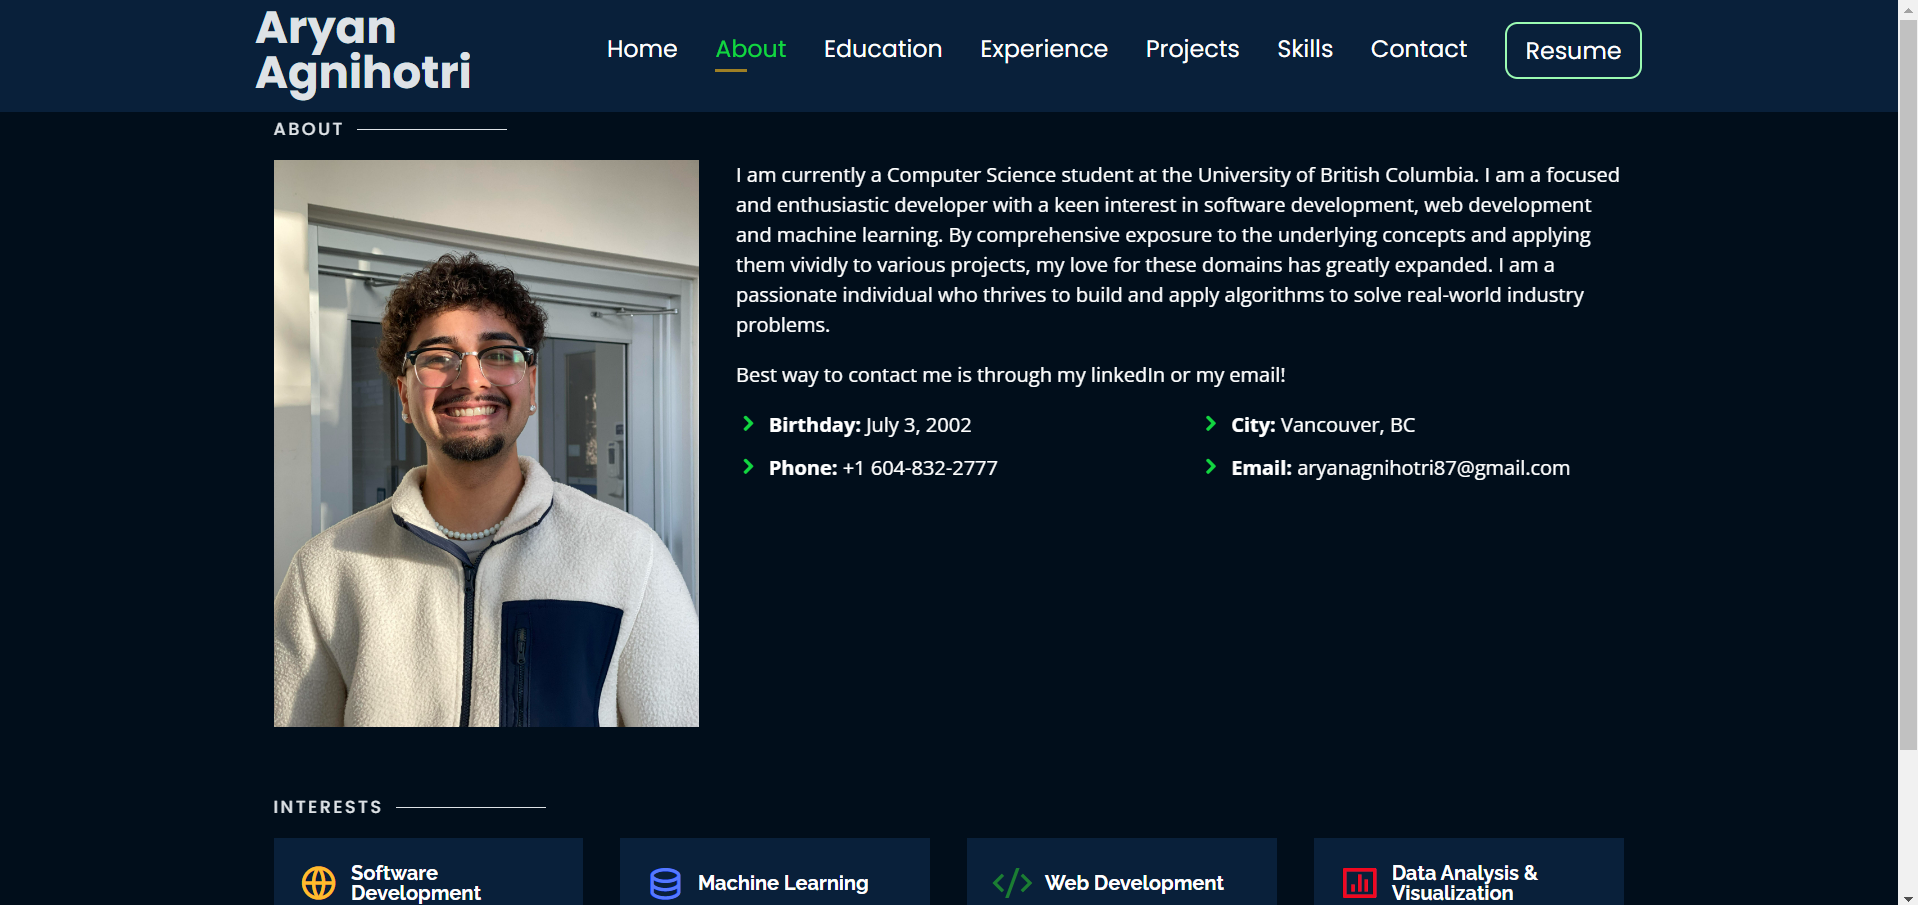 Aryan
Agnihotri
Home About Education Experience Projects Skills Contact Resume
ABOUT
I am currently a Computer Science student at the University of British Columbia. I am a focused
and enthusiastic developer with a keen interest in software development, web development
and machine learning. By comprehensive exposure to the underlying concepts and applying
them vividly to various projects, my love for these domains has greatly expanded. I am a
passionate individual who thrives to build and apply algorithms to solve real-world industry
problems.
Best way to contact me is through my linkedIn or my email!
Birthday: July 3, 2002
City: Vancouver, BC
Phone: +1 604-832-2777
Email: aryanagnihotri87@gmail.com
INTERESTS
Software
Development
Machine Learning
Web Development
Data Analysis &
Visualization